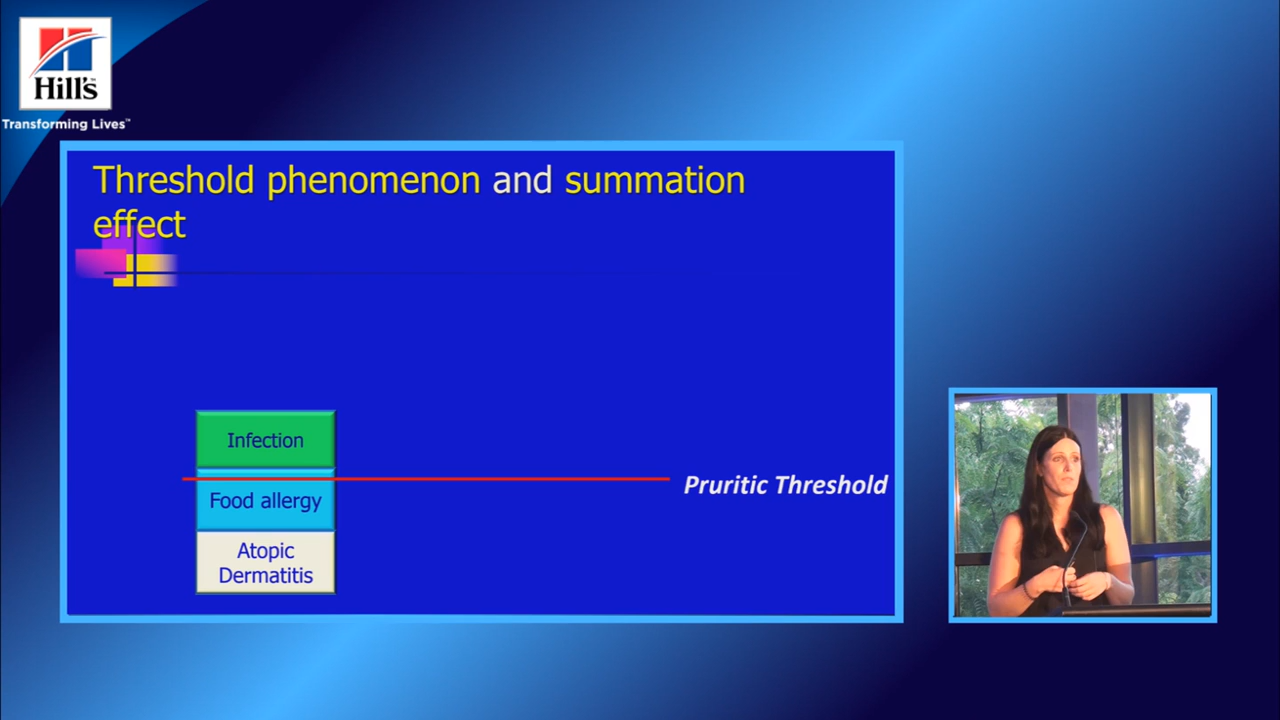 Hill's
Transforming Lives™
Threshold phenomenon and summation
effect
Infection
Food allergy
Pruritic Threshold
Atopic
Dermatitis